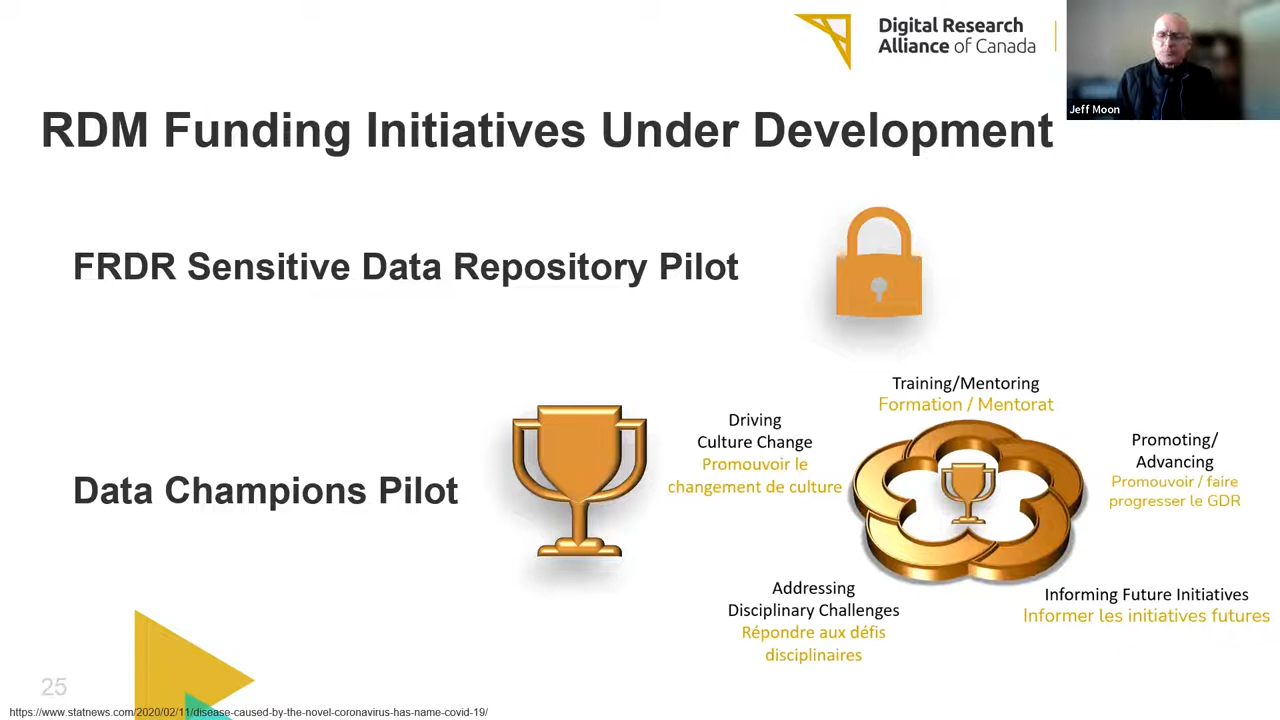 Digital Research
Alliance of Canada
Jeff Moon
RDM Funding Initiatives Under Development
FRDR Sensitive Data Repository Pilot
Data Champions Pilot
Training/Mentoring
Formation / Mentorat
Driving
Culture Change
Promouvoir le
changement de culture
Promoting/
Advancing
Promouvoir / faire
progresser le GDR
Addressing
Disciplinary Challenges
Répondre aux défis
disciplinaires
Informing Future Initiatives
Informer les initiatives futures
25
https://www.statnews.com/2020/02/11/disease-caused-by-the-novel-coronavirus-has-name-covid-19/